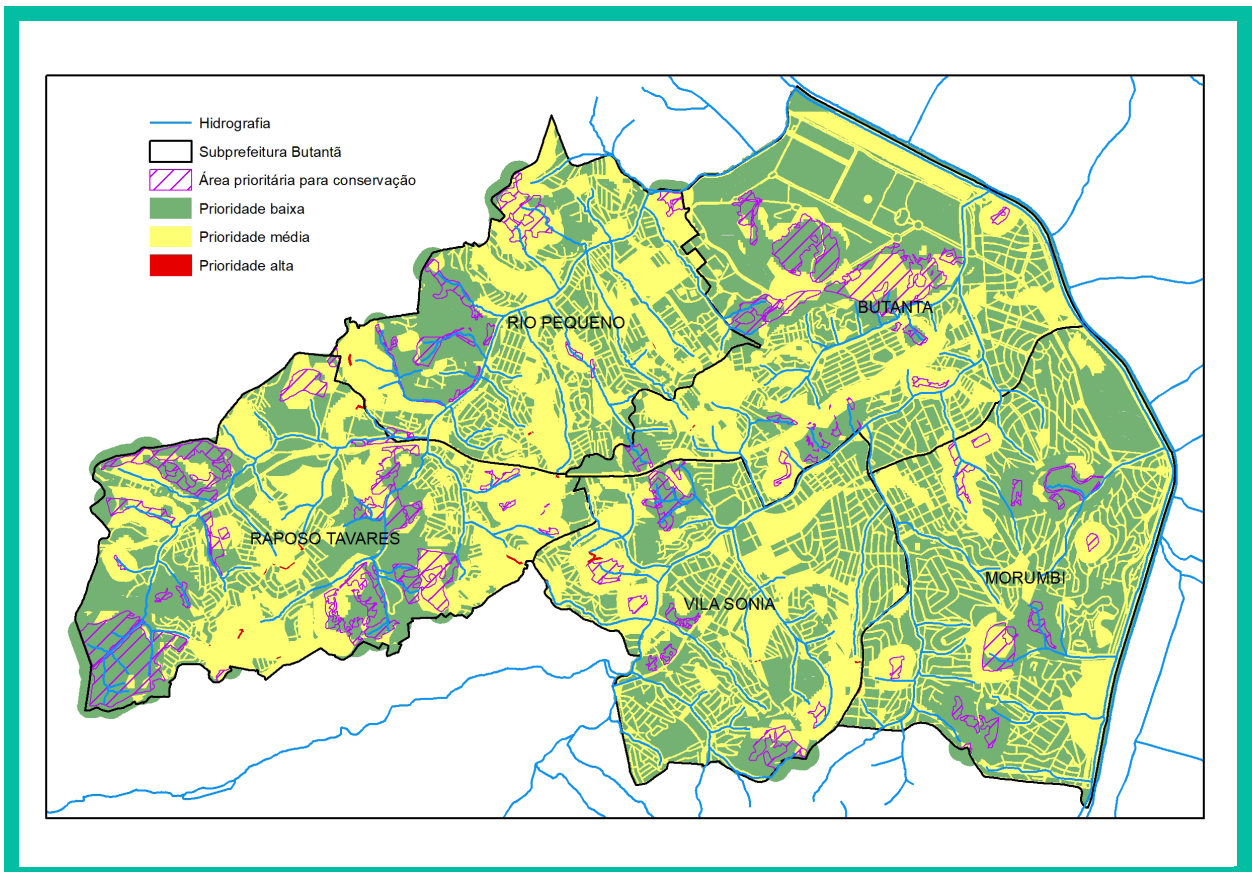 Hidrografia
Subprefeitura Butantã
Área prioritária para conservação
Prioridade baixa
Prioridade média
Prioridade alta
RIO PEQUENO
BUTANTA
RAPOSO TAVARES
MORUMBI
VILA SONIA